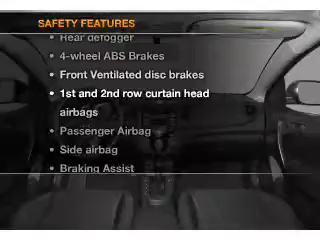 SAFETY FEATURES
• Rear defogger
• 4-wheel ABS Brakes
• Front Ventilated disc brakes
• 1st and 2nd row curtain head
airbags
• Passenger Airbag
• Side airbag
• Braking Assist